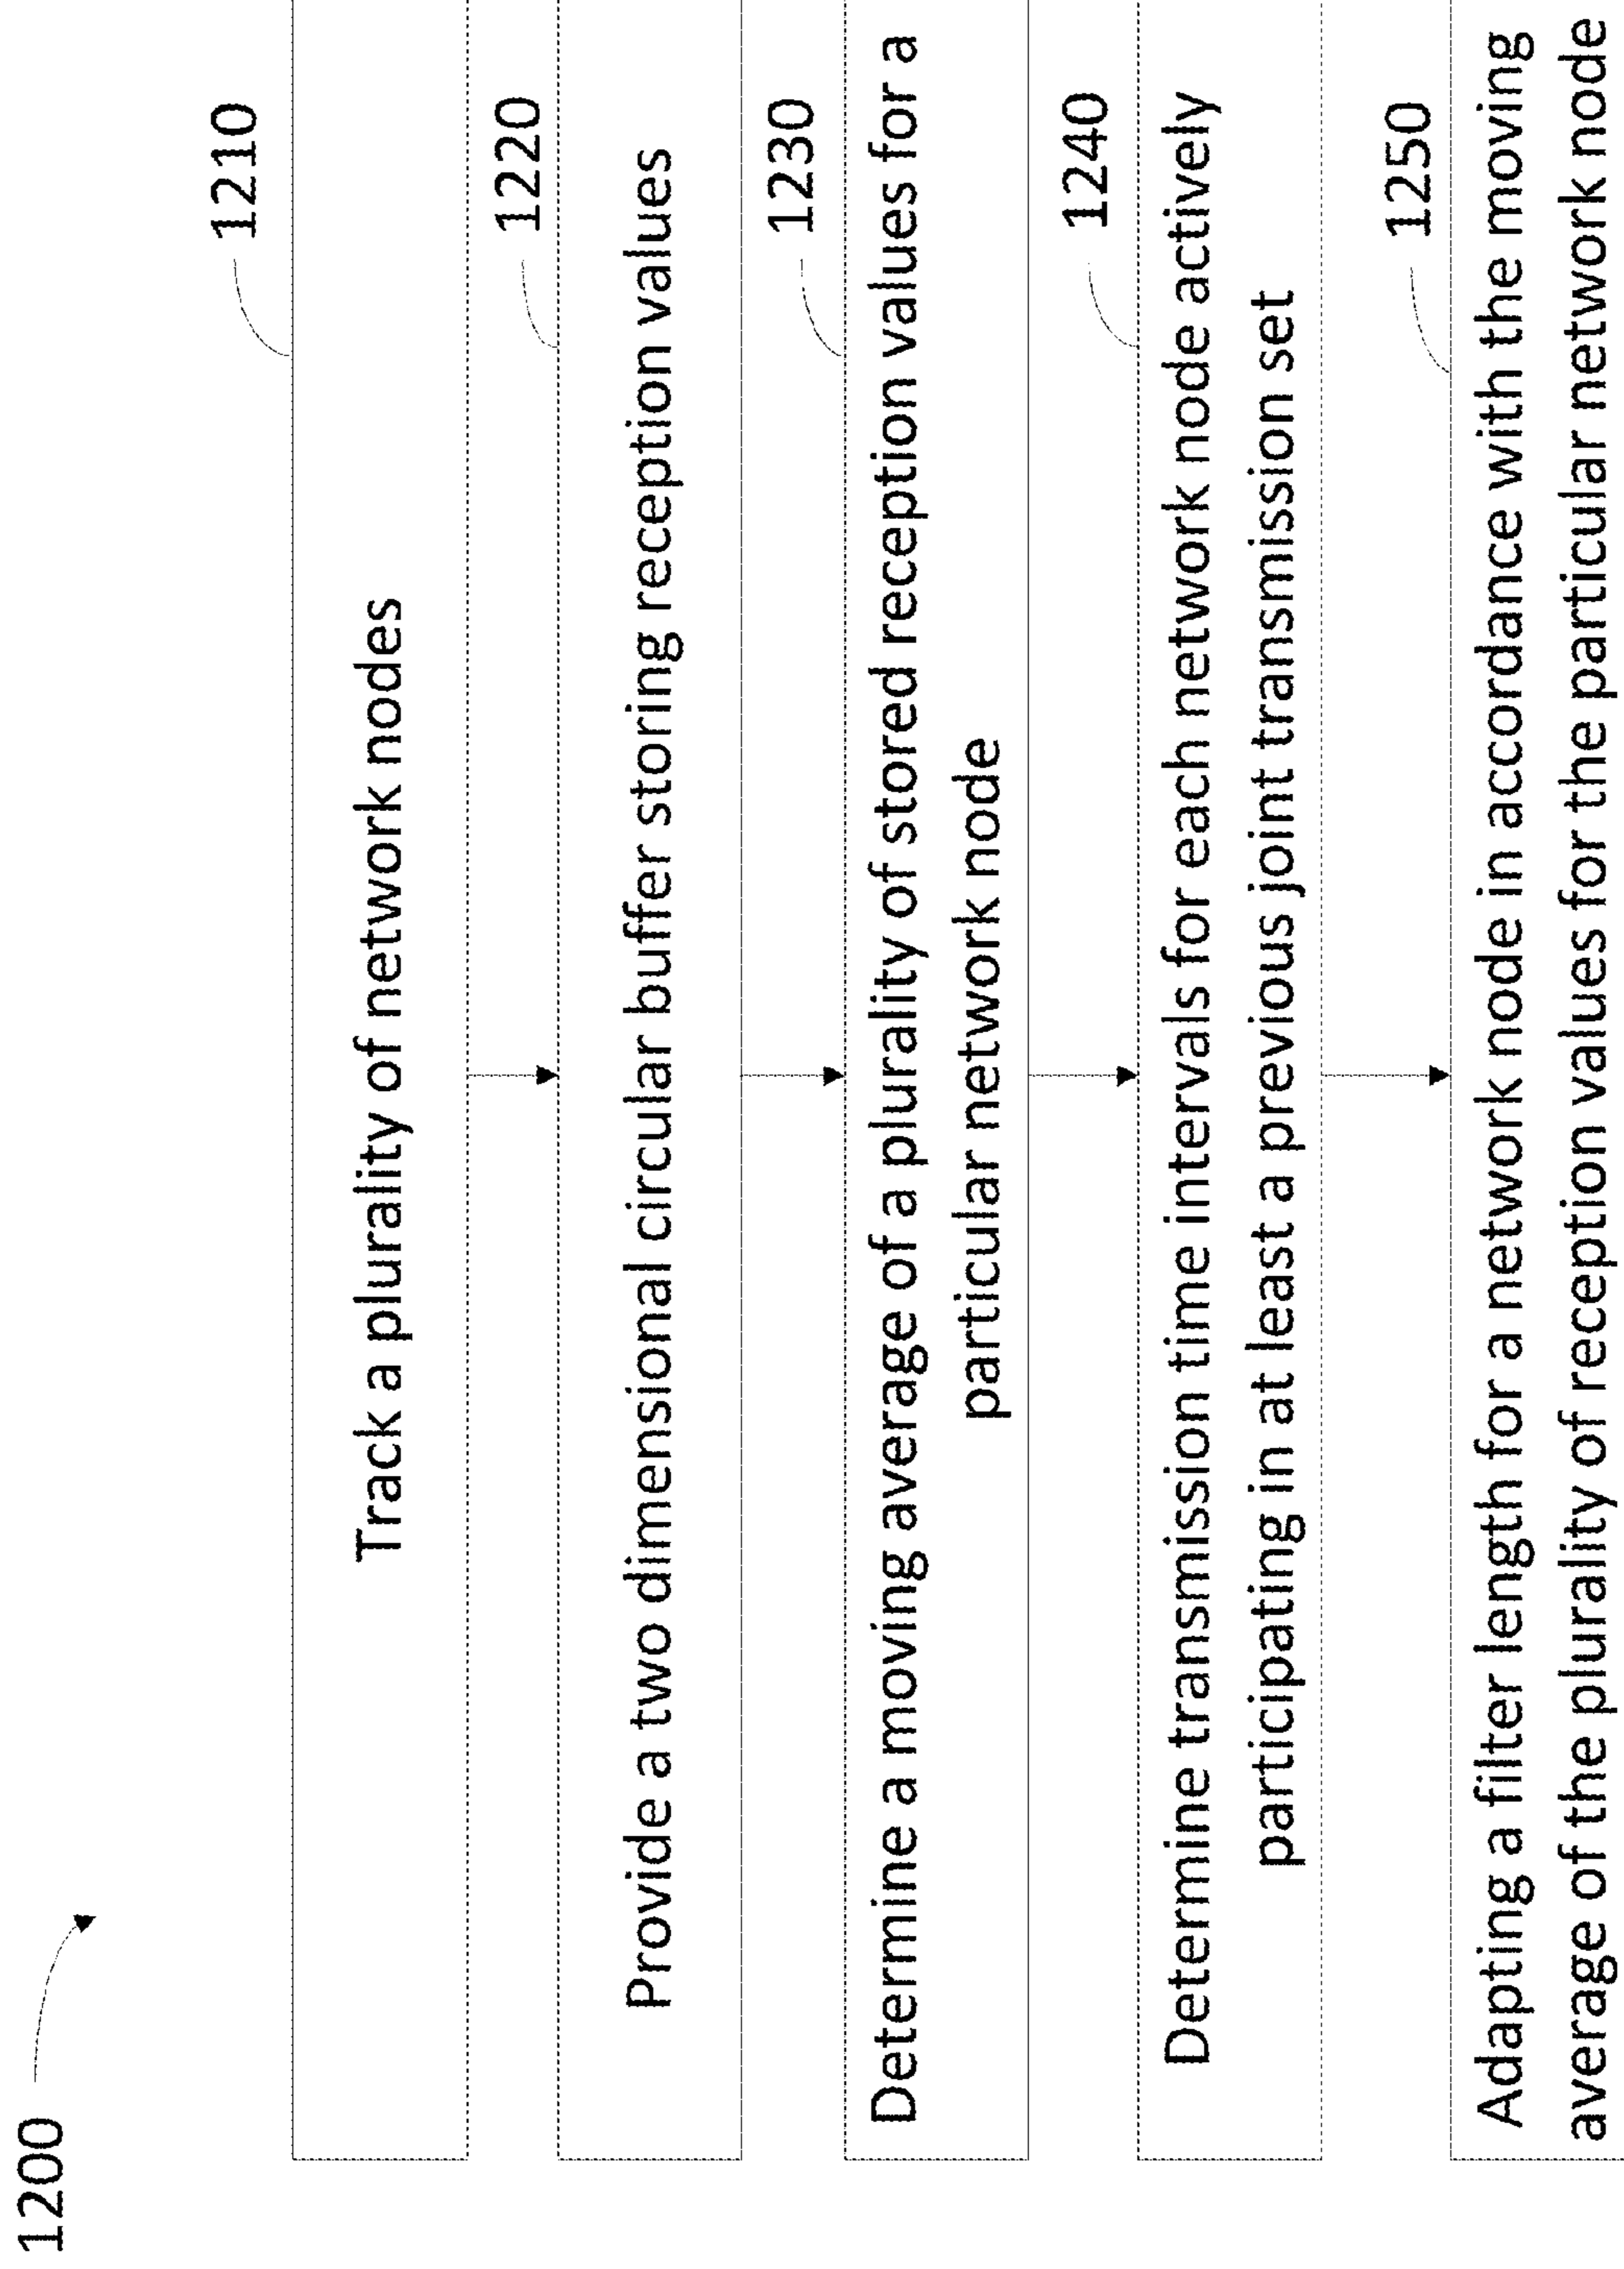 1200
1210
Track a plurality of network nodes
1220
Provide a two dimensional circular buffer storing reception values
1230
Determine a moving average of a plurality of stored reception values for a
particular network node
1240
Determine transmission time intervals for each network node actively
participating in at least a previous joint transmission set
1250
Adapting a filter length for a network node in accordance with the moving
average of the plurality of reception values for the particular network node